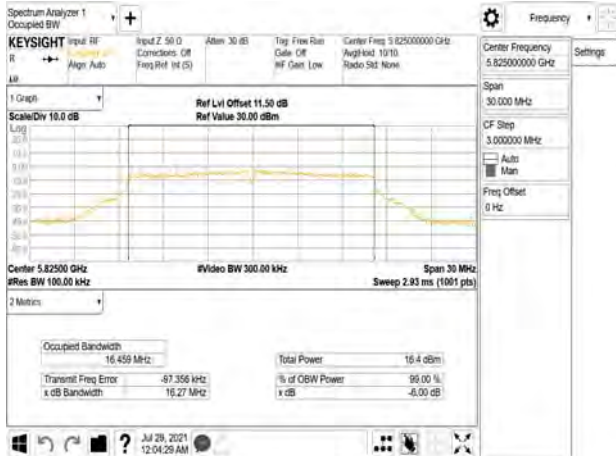 Spectrum Analyzer 1
Occupied BW
+
Frequency
KEYSIGHT
R
Input: RF
Align: Auto
Input Z: 50 Ω
Corrections: Off
Freq Ref: Int (S)
Atten: 30 dB
Trig: Free Run
Gate: Off
#IF Gain: Low
Center Freq: 5.825000000 GHz
Avg|Hold: 10/10
Radio Std: None
Center Frequency
5.825000000 GHz
Settings
Span
30.000 MHz
CF Step
3.000000 MHz
Auto
Man
Freq Offset
0 Hz
1 Graph
Scale/Div 10.0 dB
Ref Lvl Offset 11.50 dB
Ref Value 30.00 dBm
Log
Center 5.82500 GHz
#Res BW 100.00 kHz
#Video BW 300.00 kHz
Span 30 MHz
Sweep 2.93 ms (1001 pts)
2 Metrics
Occupied Bandwidth
16.459 MHz
Total Power
16.4 dBm
Transmit Freq Error
-97.356 kHz
% of OBW Power
99.00 %
x dB Bandwidth
16.27 MHz
x dB
-6.00 dB
?
Jul 29, 2021
12:04:29 AM